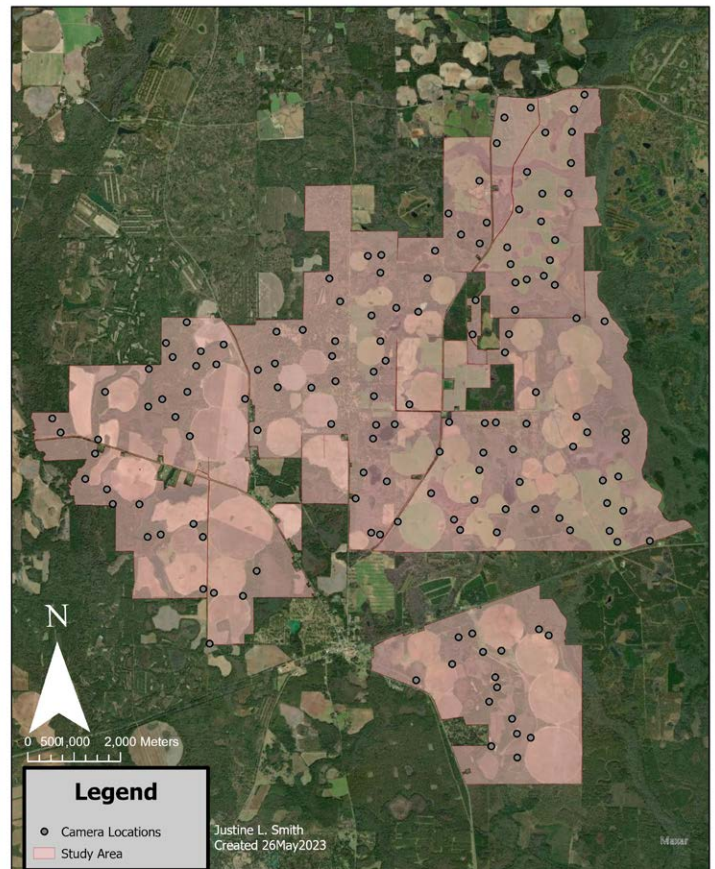 N
0 500 1,000 2,000 Meters
Legend
Camera Locations
Study Area
Justine L. Smith
Created 26May2023
Maxar